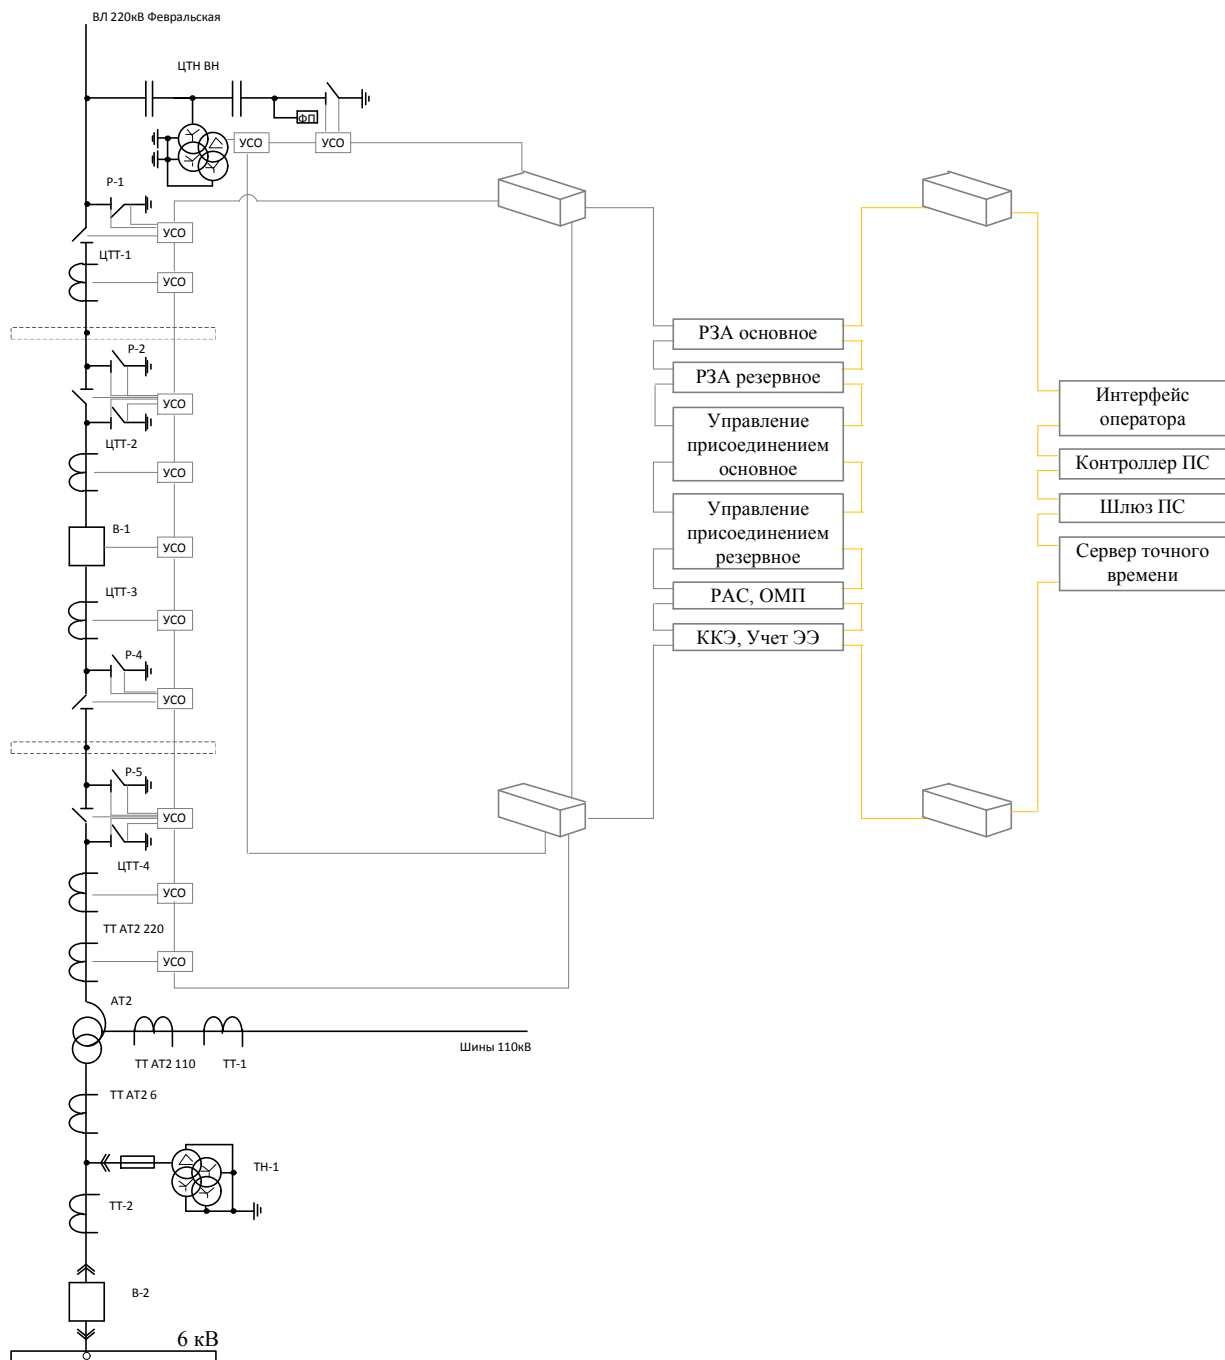 ВЛ 220кВ Февральская
ЦТН ВН
ФП
УСО
УСО
Р-1
УСО
ЦТТ-1
УСО
Р-2
УСО
ЦТТ-2
УСО
В-1
УСО
ЦТТ-3
УСО
Р-4
УСО
Р-5
УСО
ЦТТ-4
УСО
ТТ АТ2 220
УСО
АТ2
ТТ АТ2 110
ТТ-1
Шины 110кВ
ТТ АТ2 6
ТН-1
ТТ-2
В-2
6 кВ
РЗА основное
РЗА резервное
Управление
присоединением
основное
Управление
присоединением
резервное
РАС, ОМП
ККЭ, Учет ЭЭ
Интерфейс
оператора
Контроллер ПС
Шлюз ПС
Сервер точного
времени